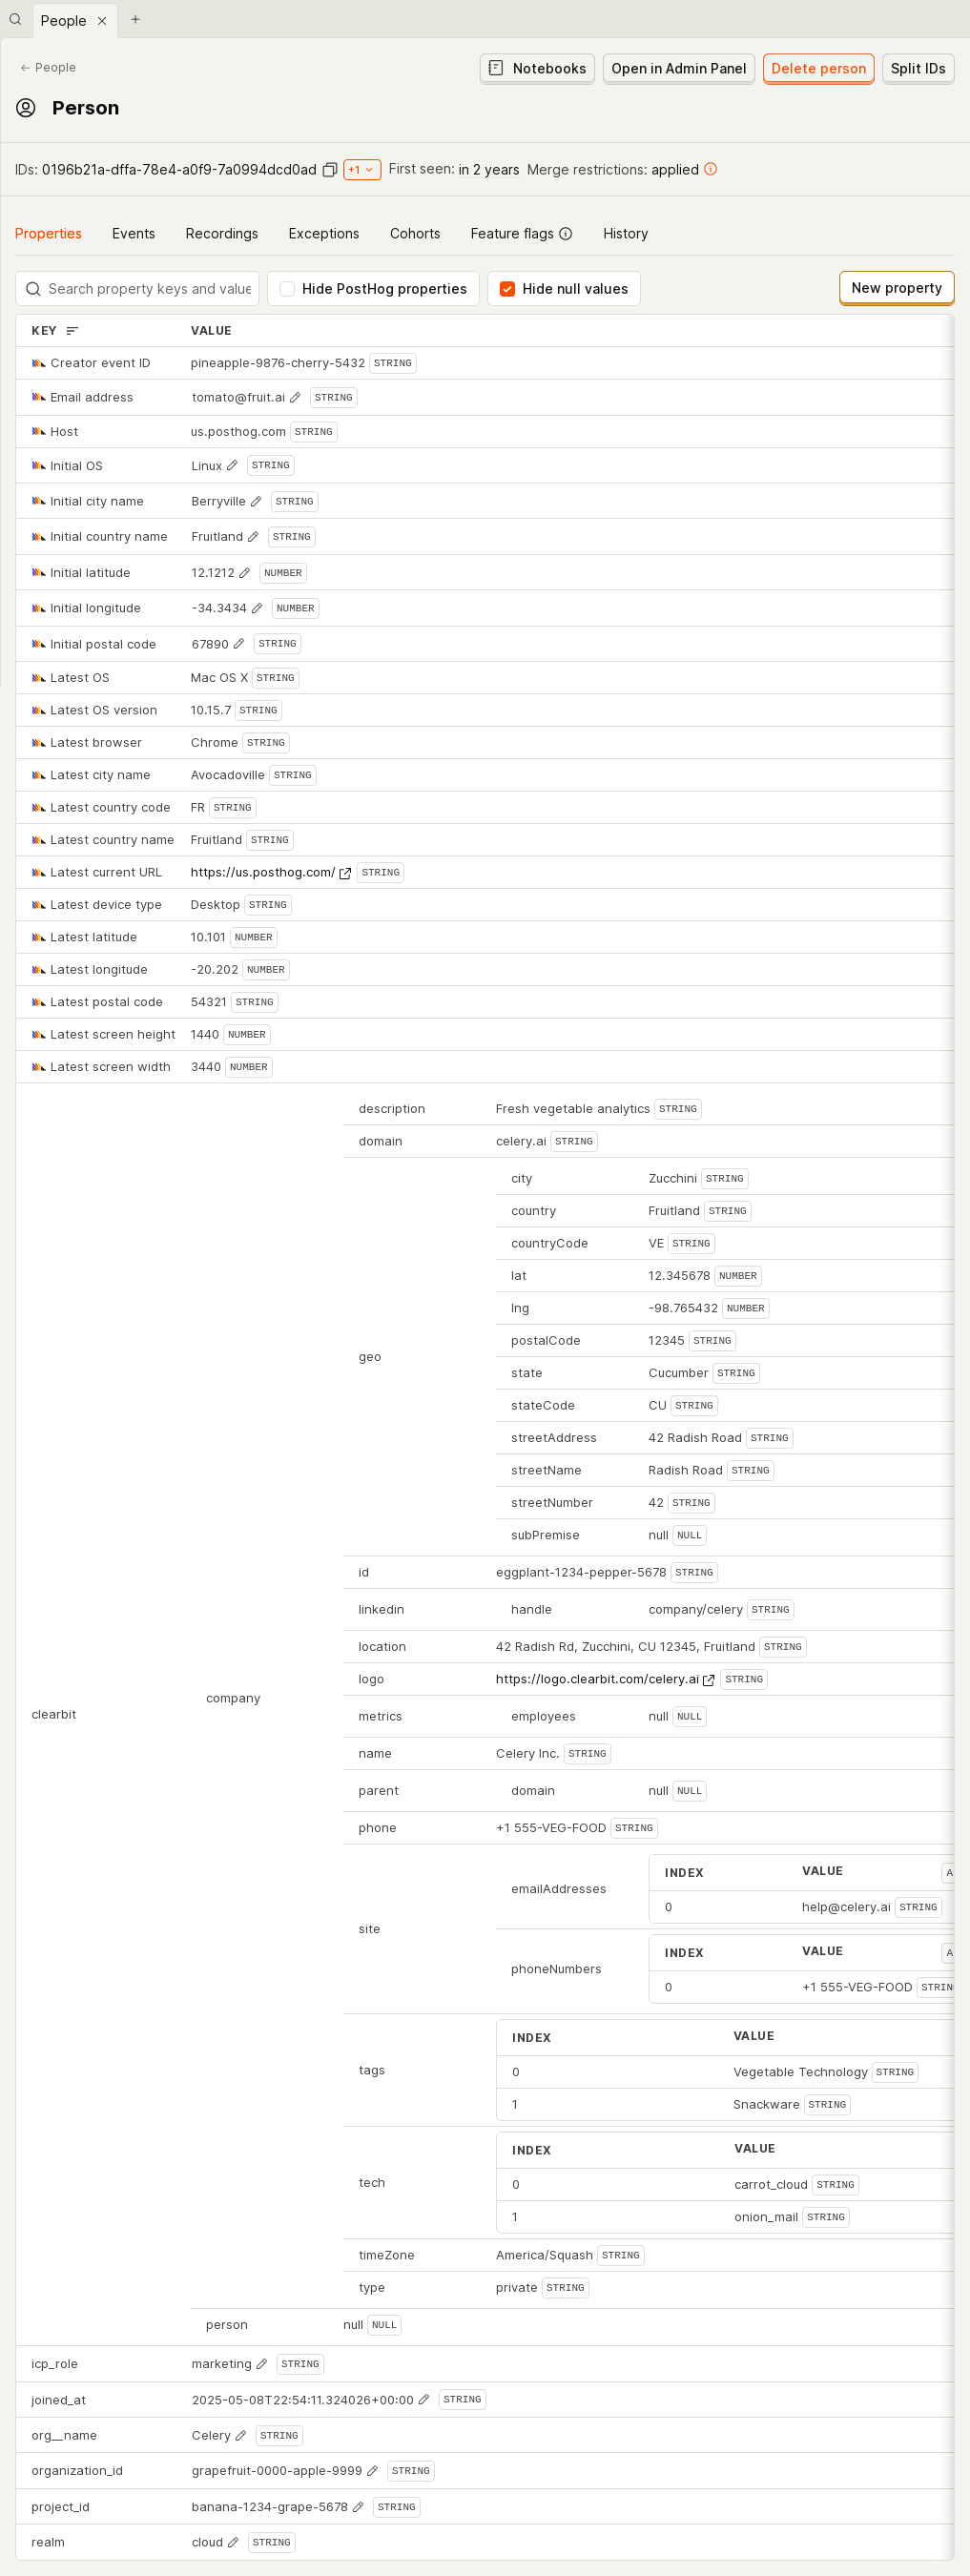 People
People
Notebooks Open in Admin Panel Delete person Split IDs
Person
IDs: 0196b21a-dffa-78e4-a0f9-7a0994dcd0ad +1 First seen: in 2 years Merge restrictions: applied
Properties Events Recordings Exceptions Cohorts Feature flags History
Search property keys and value Hide PostHog properties Hide null values New property
KEY VALUE
Creator event ID pineapple-9876-cherry-5432 STRING
Email address tomato@fruit.ai STRING
Host us.posthog.com STRING
Initial OS Linux STRING
Initial city name Berryville STRING
Initial country name Fruitland STRING
Initial latitude 12.1212 NUMBER
Initial longitude -34.3434 NUMBER
Initial postal code 67890 STRING
Latest OS Mac OS X STRING
Latest OS version 10.15.7 STRING
Latest browser Chrome STRING
Latest city name Avocadoville STRING
Latest country code FR STRING
Latest country name Fruitland STRING
Latest current URL https://us.posthog.com/ STRING
Latest device type Desktop STRING
Latest latitude 10.101 NUMBER
Latest longitude -20.202 NUMBER
Latest postal code 54321 STRING
Latest screen height 1440 NUMBER
Latest screen width 3440 NUMBER
description Fresh vegetable analytics STRING
domain celery.ai STRING
city Zucchini STRING
country Fruitland STRING
countryCode VE STRING
lat 12.345678 NUMBER
lng -98.765432 NUMBER
postalCode 12345 STRING
geo
state Cucumber STRING
stateCode CU STRING
streetAddress 42 Radish Road STRING
streetName Radish Road STRING
streetNumber 42 STRING
subPremise null NULL
id eggplant-1234-pepper-5678 STRING
linkedin handle company/celery STRING
location 42 Radish Rd, Zucchini, CU 12345, Fruitland STRING
logo https://logo.clearbit.com/celery.ai STRING
company
clearbit
metrics employees null NULL
name Celery Inc. STRING
parent domain null NULL
phone +1 555-VEG-FOOD STRING
INDEX VALUE
emailAddresses
0 help@celery.ai STRING
site
INDEX VALUE
phoneNumbers
0 +1 555-VEG-FOOD STRING
INDEX VALUE
tags
0 Vegetable Technology STRING
1 Snackware STRING
INDEX VALUE
tech
0 carrot_cloud STRING
1 onion_mail STRING
timeZone America/Squash STRING
type private STRING
person null NULL
icp_role marketing STRING
joined_at 2025-05-08T22:54:11.324026+00:00 STRING
org__name Celery STRING
organization_id grapefruit-0000-apple-9999 STRING
project_id banana-1234-grape-5678 STRING
realm cloud STRING